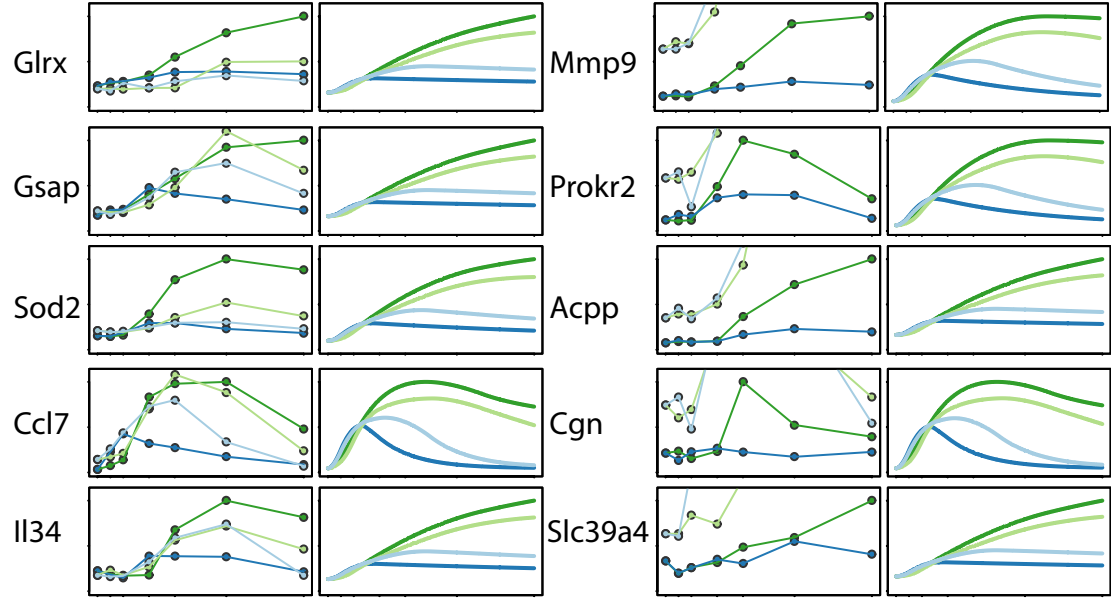 Glrx
Mmp9
Gsap
Prokr2
Sod2
Acpp
Ccl7
Cgn
Il34
Slc39a4